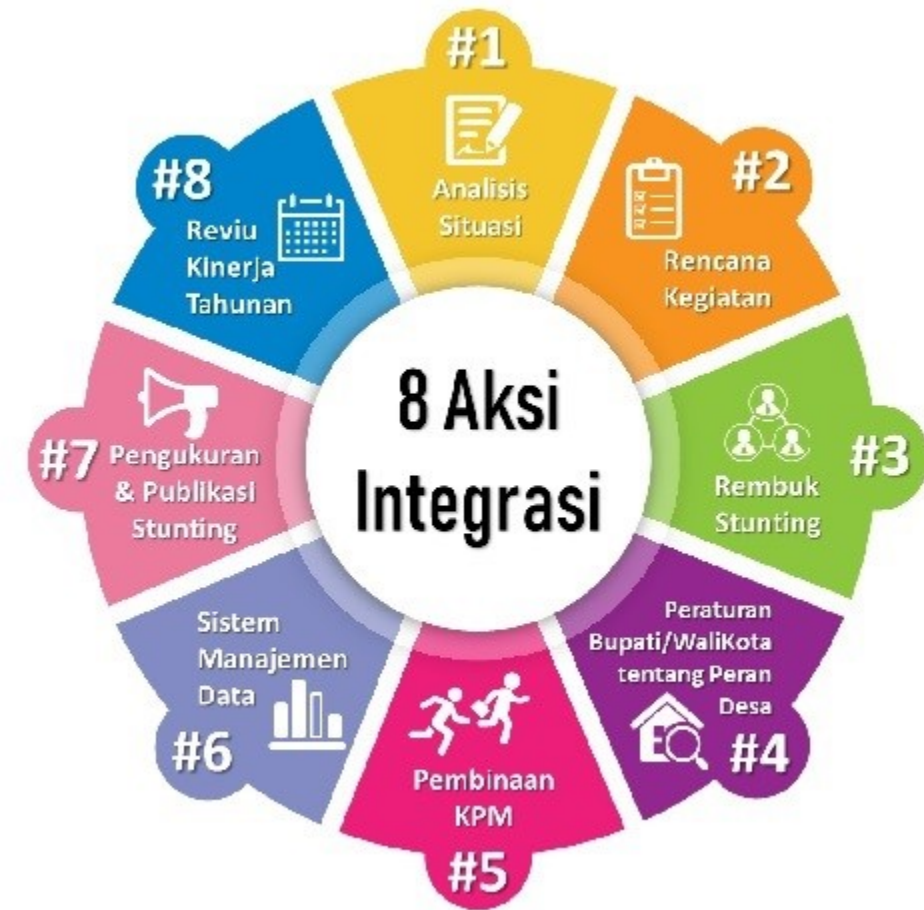 8 Aksi
Integrasi
#1
Analisis
Situasi
#2
Rencana
Kegiatan
#3
Rembuk
Stunting
Peraturan
Bupati/WaliKota
tentang Peran
Desa
#4
Pembinaan
KPM
#5
Sistem
Manajemen
Data
#6
#7
Pengukuran
& Publikasi
Stunting
#8
Reviu
Kinerja
Tahunan